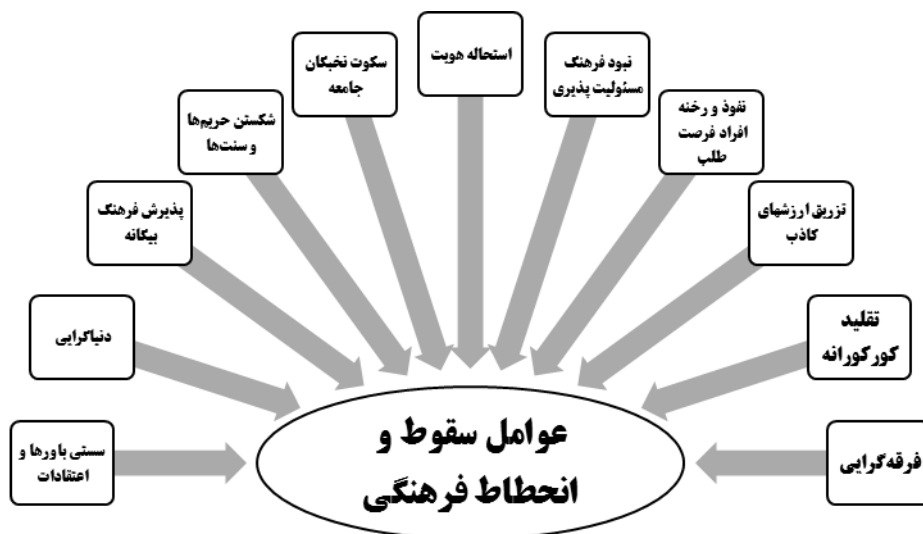 فرقه‌گرایی
تقلید
کورکورانه
تزریق ارزشهای
کاذب
نفوذ و رخنه
افراد فرصت
طلب
نبود فرهنگ
مسئولیت پذیری
استحاله هویت
سکوت نخبگان
جامعه
شکستن حریم‌ها
و سنت‌ها
پذیرش فرهنگ
بیگانه
دنیاگرایی
سستی باورها و
اعتقادات
عوامل سقوط و
انحطاط فرهنگی